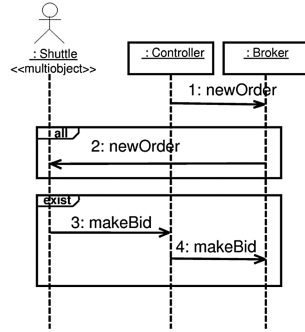 : Shuttle
<<multiobject>>
: Controller
: Broker
1: newOrder
all
2: newOrder
exist
3: makeBid
4: makeBid